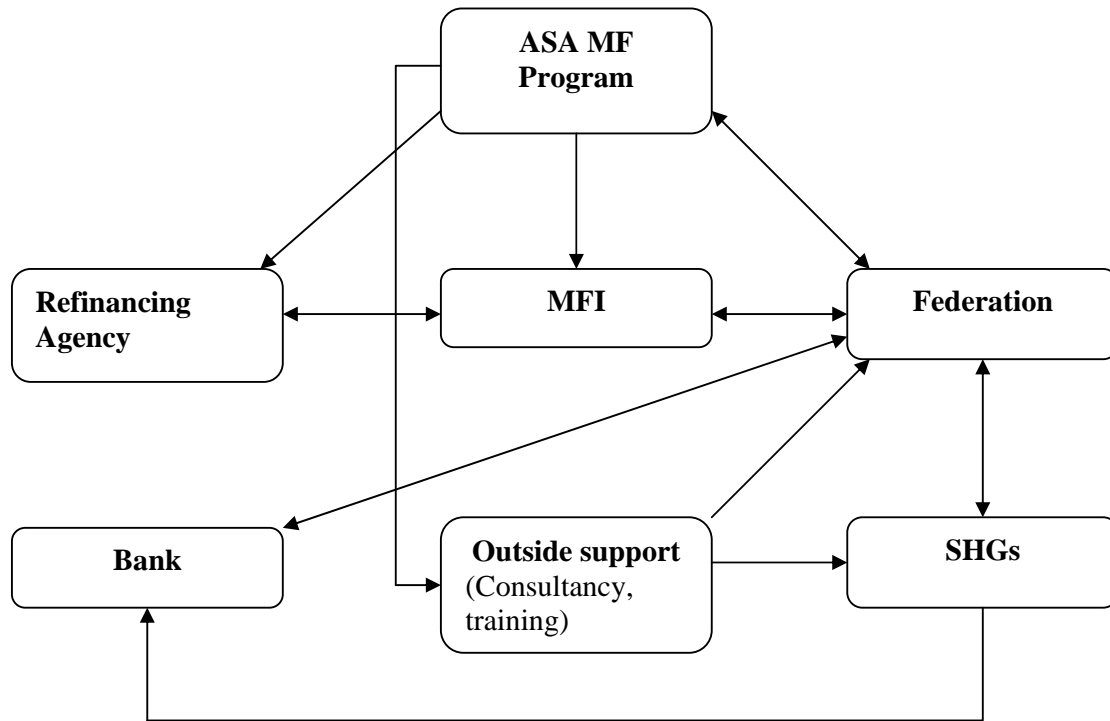 ASA MF
Program
Refinancing
Agency
MFI
Federation
Bank
Outside support
(Consultancy,
training)
SHGs